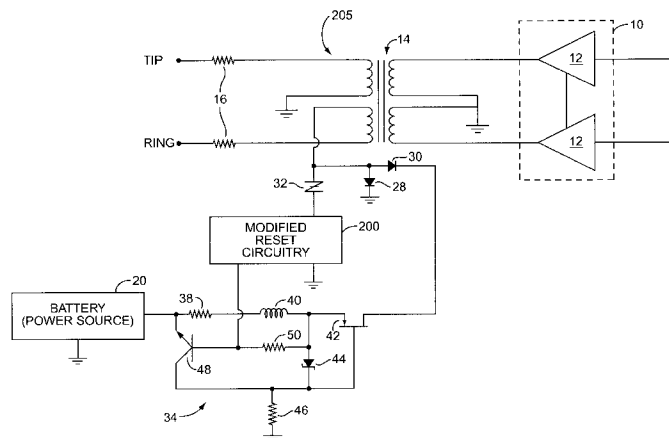 205
14
10
TIP
12
16
RING
12
30
32
28
MODIFIED
RESET
CIRCUITRY
200
20
BATTERY
(POWER SOURCE)
38
40
42
50
44
48
34
46